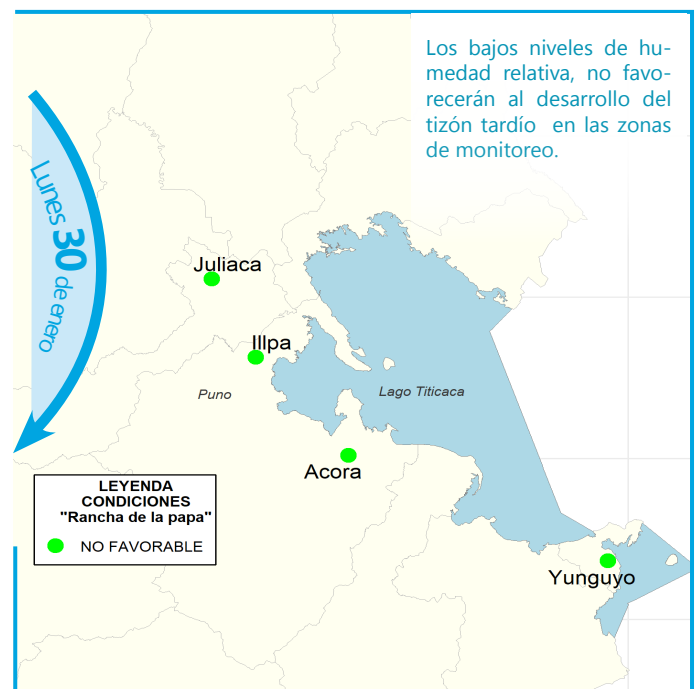 Los bajos niveles de hu-
medad relativa, no favo-
recerán al desarrollo del
tizón tardío en las zonas
de monitoreo.
Lunes 30 de enero
Juliaca
Illpa
Puno
Lago Titicaca
Acora
LEYENDA
CONDICIONES
"Rancha de la papa"
NO FAVORABLE
Yunguyo